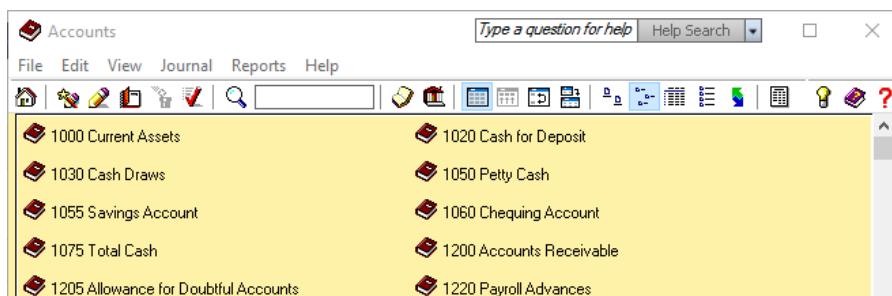 Accounts
Type a question for help Help Search
File Edit View Journal Reports Help
1000 Current Assets 1020 Cash for Deposit
1030 Cash Draws 1050 Petty Cash
1055 Savings Account 1060 Chequing Account
1075 Total Cash 1200 Accounts Receivable
1205 Allowance for Doubtful Accounts 1220 Payroll Advances